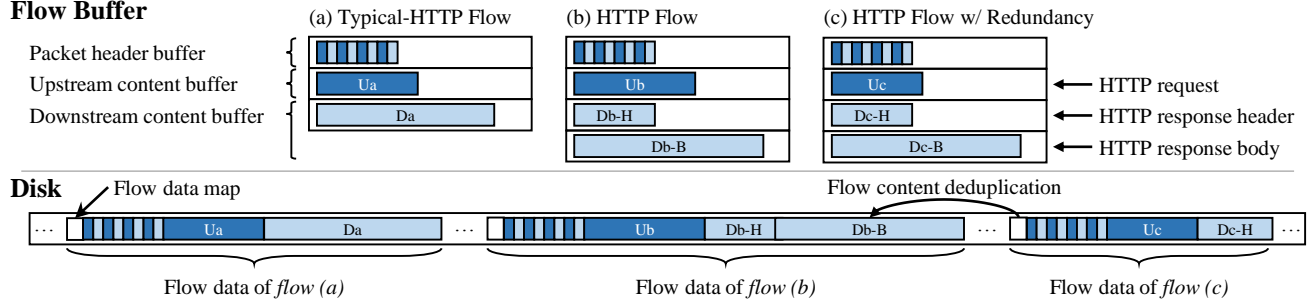 Flow Buffer
(a) Typical-HTTP Flow
(b) HTTP Flow
(c) HTTP Flow w/ Redundancy
Packet header buffer
Upstream content buffer
Ua
Ub
Uc
HTTP request
Downstream content buffer
Da
Db-H
Dc-H
HTTP response header
Db-B
Dc-B
HTTP response body
Disk
Flow data map
Flow content deduplication
...
Ua
Da
...
Ub
Db-H
Db-B
...
Uc
Dc-H
...
Flow data of flow (a)
Flow data of flow (b)
Flow data of flow (c)